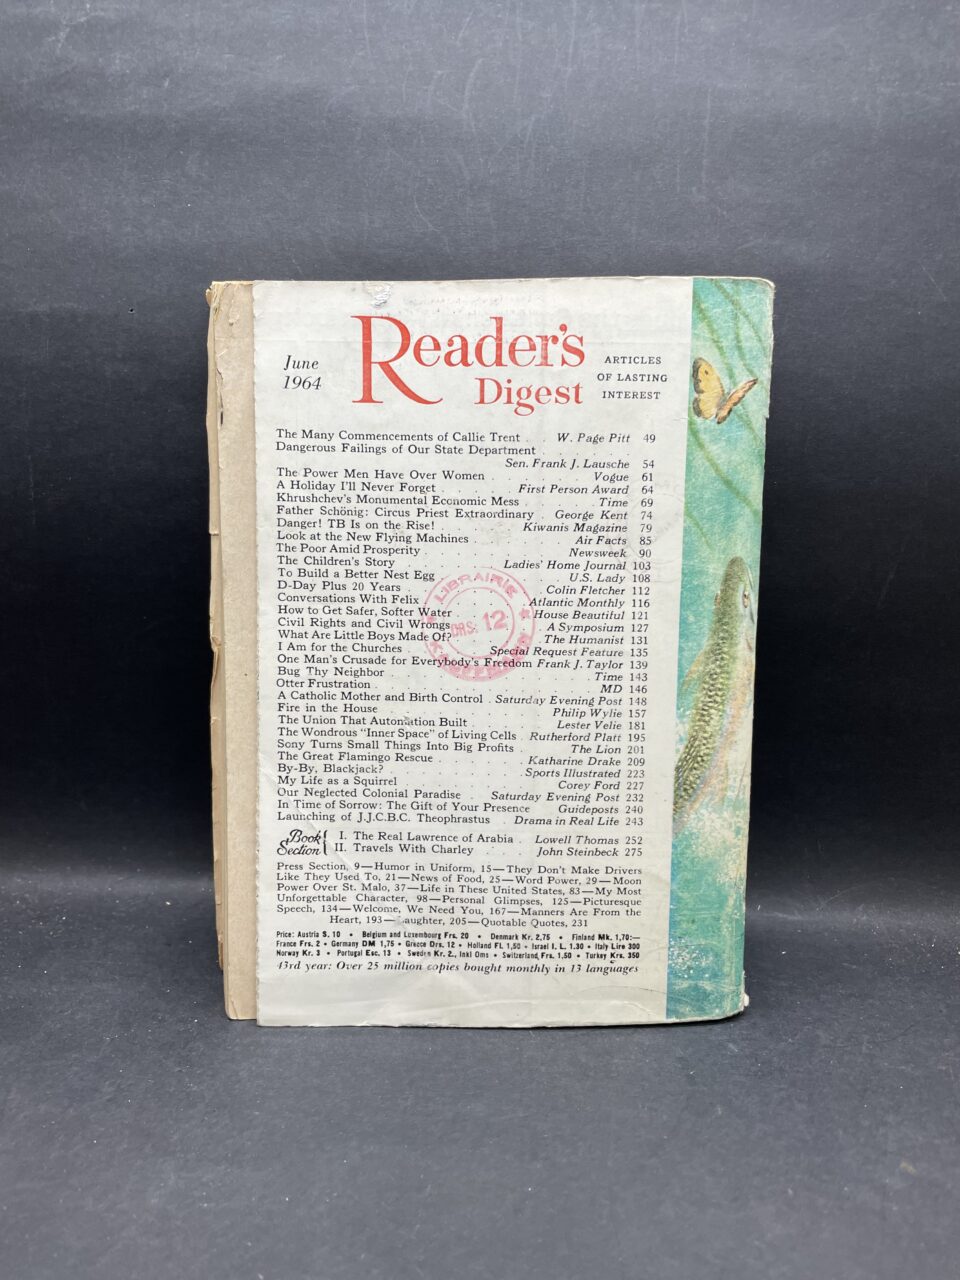 June
1964
Reader's
Digest
ARTICLES
OF LASTING
INTEREST
The Many Commencements of Callie Trent . . W. Page Pitt 49
Dangerous Failings of Our State Department . . . . . .
Sen. Frank J. Lausche 54
The Power Men Have Over Women . . . . . . Vogue 61
A Holiday I'll Never Forget . . . . First Person Award 64
Khrushchev's Monumental Economic Mess . . . . Time 69
Father Schönig: Circus Priest Extraordinary . George Kent 74
Danger! TB Is on the Rise! . . . . Kiwanis Magazine 79
Look at the New Flying Machines . . . . . Air Facts 85
The Poor Amid Prosperity . . . . . . . Newsweek 90
The Children's Story . . . . . Ladies' Home Journal 103
To Build a Better Nest Egg . . . . . . U.S. Lady 108
D-Day Plus 20 Years . . . . . . . Colin Fletcher 112
Conversations With Felix . . . . . Atlantic Monthly 116
How to Get Safer, Softer Water . . . House Beautiful 121
Civil Rights and Civil Wrongs . . . . A Symposium 127
What Are Little Boys Made Of? . . . . The Humanist 131
I Am for the Churches . . . . Special Request Feature 135
One Man's Crusade for Everybody's Freedom Frank J. Taylor 139
Bug Thy Neighbor . . . . . . . . . . Time 143
Otter Frustration . . . . . . . . . . . MD 146
A Catholic Mother and Birth Control . Saturday Evening Post 148
Fire in the House . . . . . . . . Philip Wylie 157
The Union That Automation Built . . . . Lester Velie 181
The Wondrous "Inner Space" of Living Cells . Rutherford Platt 195
Sony Turns Small Things Into Big Profits . . The Lion 201
The Great Flamingo Rescue . . . . . Katharine Drake 209
By-By, Blackjack? . . . . . . . Sports Illustrated 223
My Life as a Squirrel . . . . . . . . Corey Ford 227
Our Neglected Colonial Paradise . . Saturday Evening Post 232
In Time of Sorrow: The Gift of Your Presence Guideposts 240
Launching of J.J.C.B.C. Theophrastus . Drama in Real Life 243
Book
Section
I. The Real Lawrence of Arabia . Lowell Thomas 252
II. Travels With Charley . . . John Steinbeck 275
Press Section, 9—Humor in Uniform, 15—They Don't Make Drivers
Like They Used To, 21—News of Food, 25—Word Power, 29—Moon
Power Over St. Malo, 37—Life in These United States, 83—My Most
Unforgettable Character, 98—Personal Glimpses, 125—Picturesque
Speech, 134—Welcome, We Need You, 167—Manners Are From the
Heart, 193—Laughter, 205—Quotable Quotes, 231
Price: Austria S. 10 • Belgium and Luxembourg Frs. 20 • Denmark Kr. 2,75 • Finland Mk. 1,70:—
France Frs. 2 • Germany DM 1,75 • Greece Drs. 12 • Holland Fl. 1,50 • Israel I. L. 1.30 • Italy Lire 300
Norway Kr. 3 • Portugal Esc. 13 • Sweden Kr. 2., Inkl Oms • Switzerland, Frs. 1,50 • Turkey Krs. 350
43rd year: Over 25 million copies bought monthly in 13 languages
LIBRAIRIE
DRS. 12